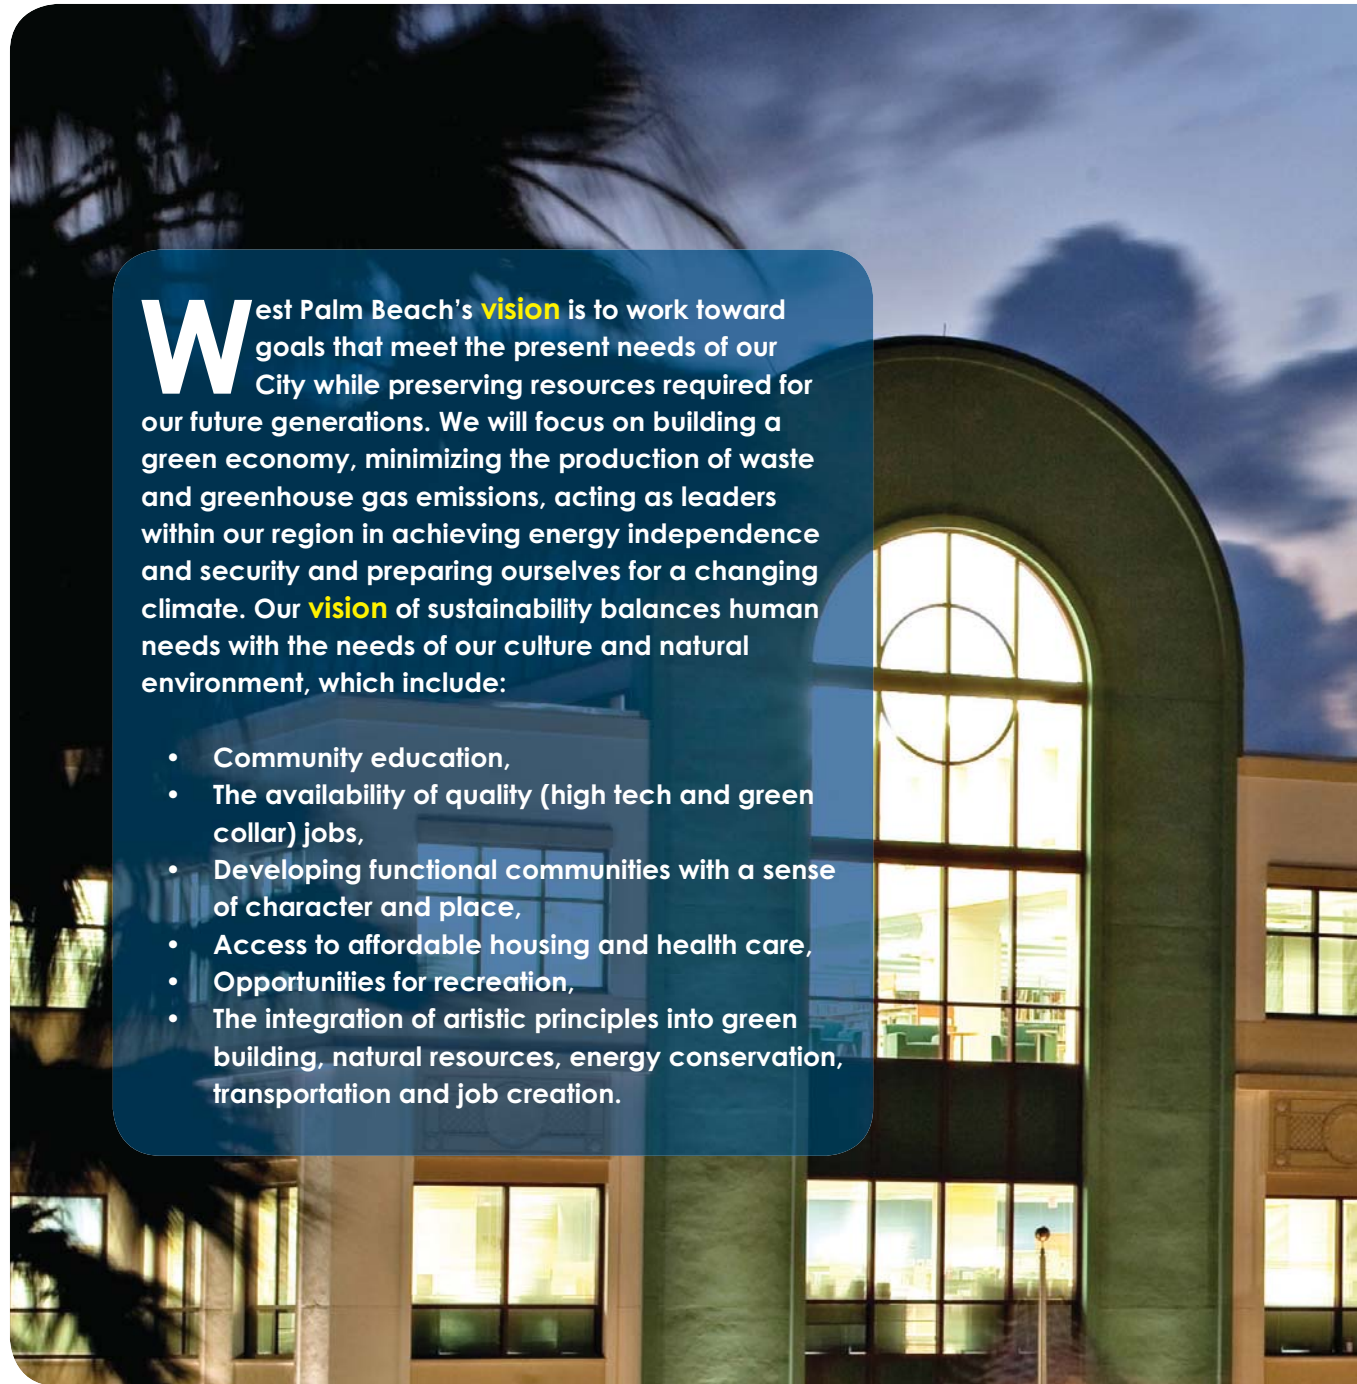 West Palm Beach’s vision is to work toward
goals that meet the present needs of our
City while preserving resources required for
our future generations. We will focus on building a
green economy, minimizing the production of waste
and greenhouse gas emissions, acting as leaders
within our region in achieving energy independence
and security and preparing ourselves for a changing
climate. Our vision of sustainability balances human
needs with the needs of our culture and natural
environment, which include:
• Community education,
• The availability of quality (high tech and green
collar) jobs,
• Developing functional communities with a sense
of character and place,
• Access to affordable housing and health care,
• Opportunities for recreation,
• The integration of artistic principles into green
building, natural resources, energy conservation,
transportation and job creation.